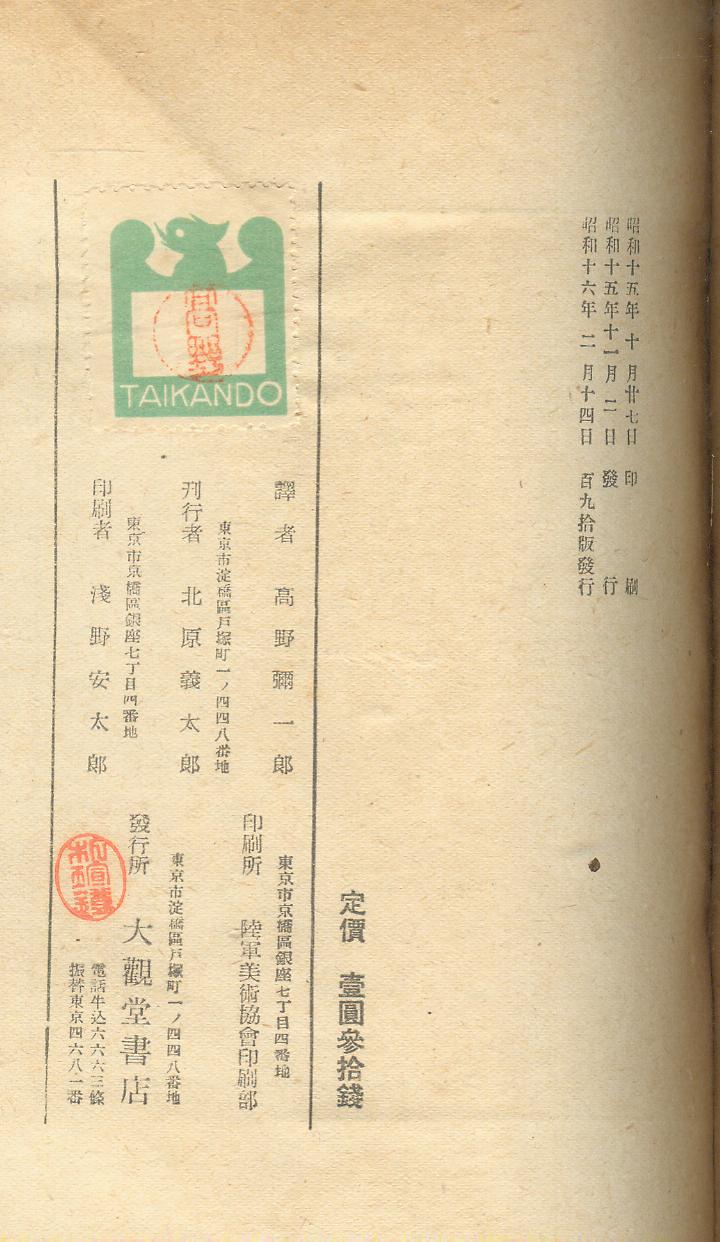 昭和十五年十月廿七日 印刷
昭和十五年十一月二日 發行
昭和十六年二月十四日 百九拾版發行
定價 壹圓參拾錢
譯者 高野彌一郎
東京市淀橋區戸塚町一ノ四四八番地
刊行者 北原義太郎
東京市京橋區銀座七丁目四番地
印刷者 淺野安太郎
東京市京橋區銀座七丁目四番地
印刷所 陸軍美術協會印刷部
東京市淀橋區戸塚町一ノ四四八番地
發行所 大觀堂書店
電話牛込六六六三條
振替東京四六八一番
TAIKANDO
高野